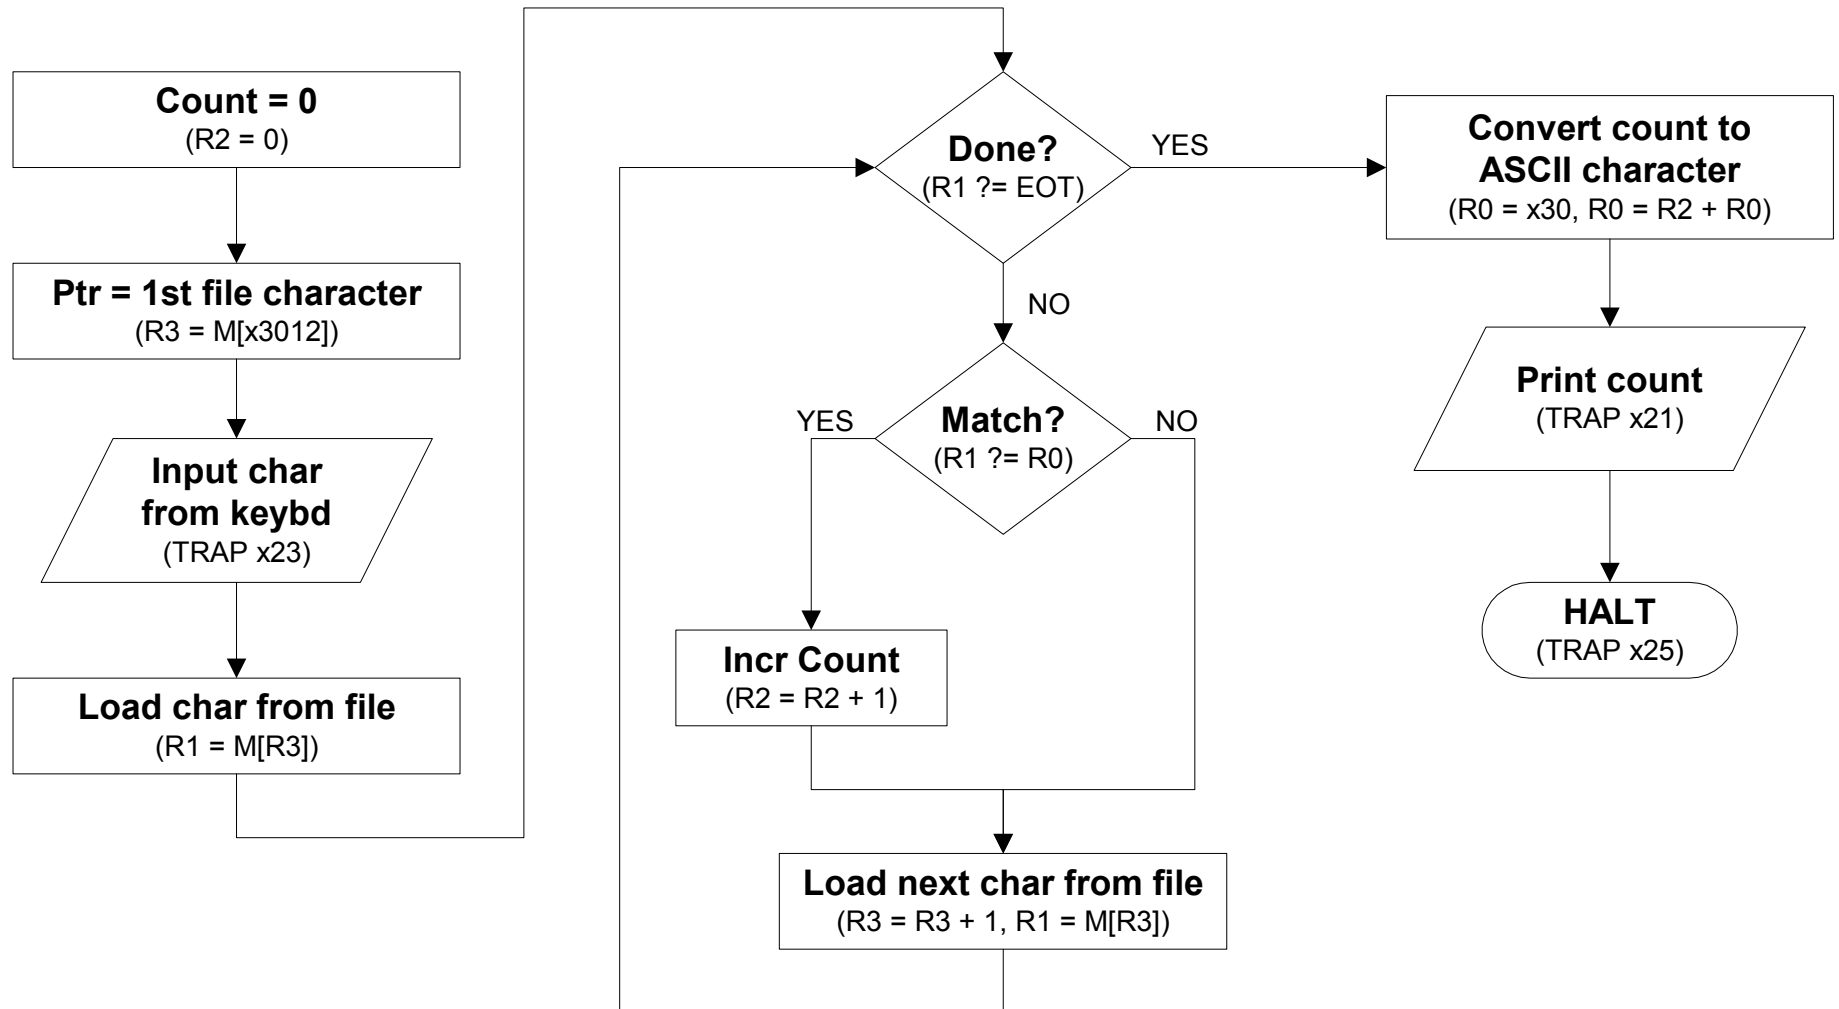 Count = 0
(R2 = 0)
Ptr = 1st file character
(R3 = M[x3012])
Input char
from keybd
(TRAP x23)
Load char from file
(R1 = M[R3])
Done?
(R1 ?= EOT)
YES
NO
Match?
(R1 ?= R0)
YES
NO
Incr Count
(R2 = R2 + 1)
Load next char from file
(R3 = R3 + 1, R1 = M[R3])
Convert count to
ASCII character
(R0 = x30, R0 = R2 + R0)
Print count
(TRAP x21)
HALT
(TRAP x25)